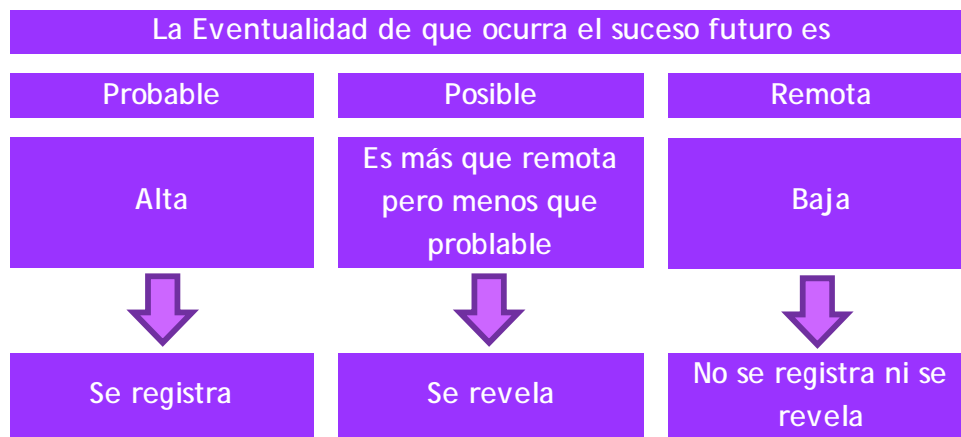 La Eventualidad de que ocurra el suceso futuro es
Probable
Posible
Remota
Alta
Es más que remota
pero menos que
problable
Baja
Se registra
Se revela
No se registra ni se
revela